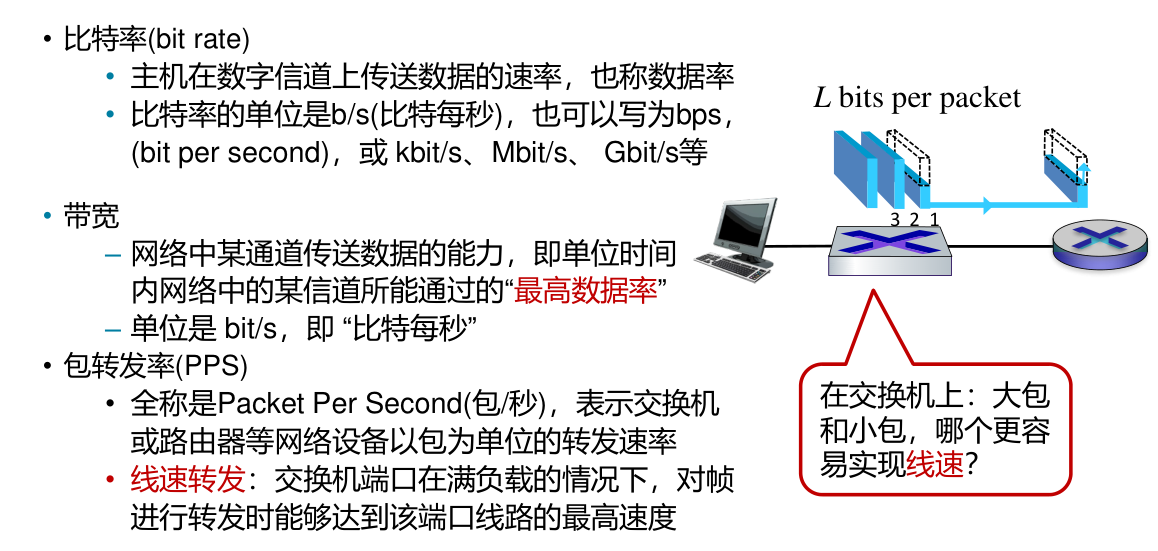 • 比特率(bit rate)
• 主机在数字信道上传送数据的速率，也称数据率
• 比特率的单位是b/s(比特每秒)，也可以写为bps，
(bit per second)，或 kbit/s、Mbit/s、 Gbit/s等
• 带宽
– 网络中某通道传送数据的能力，即单位时间
内网络中的某信道所能通过的“最高数据率”
– 单位是 bit/s，即 “比特每秒”
• 包转发率(PPS)
• 全称是Packet Per Second(包/秒)，表示交换机
或路由器等网络设备以包为单位的转发速率
• 线速转发：交换机端口在满负载的情况下，对帧
进行转发时能够达到该端口线路的最高速度
L bits per packet
3 2 1
在交换机上：大包
和小包，哪个更容
易实现线速？